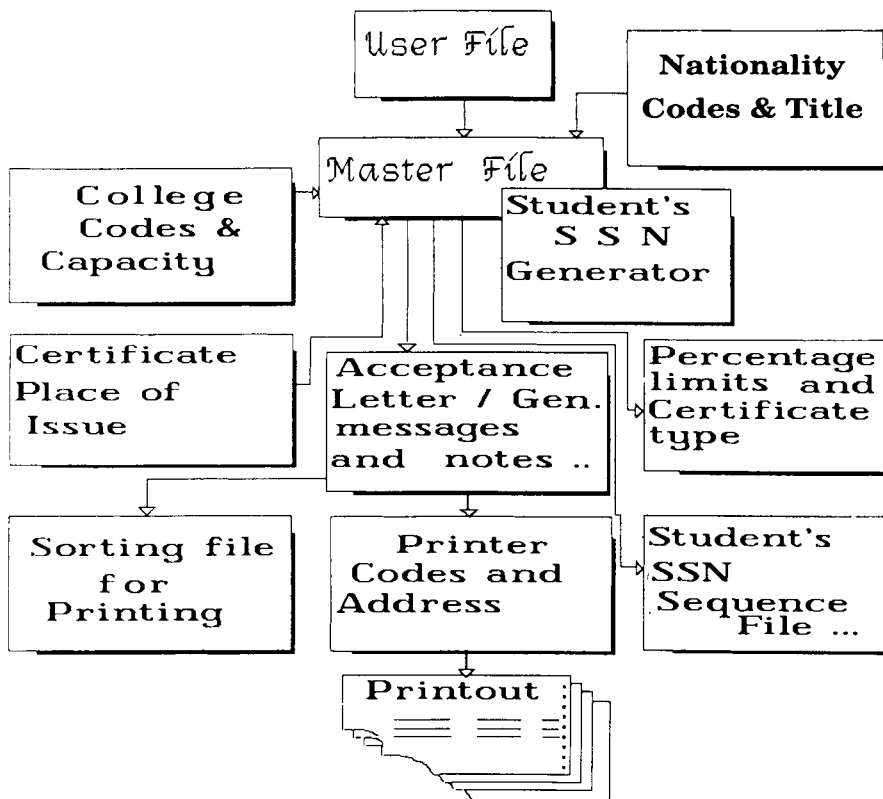 User File
Nationality
Codes & Title
Master File
College
Codes &
Capacity
Student's
S S N
Generator
Certificate
Place of
Issue
Acceptance
Letter / Gen.
messages
and notes ..
Percentage
limits and
Certificate
type
Sorting file
for
Printing
Printer
Codes and
Address
Student's
SSN
Sequence
File ...
Printout